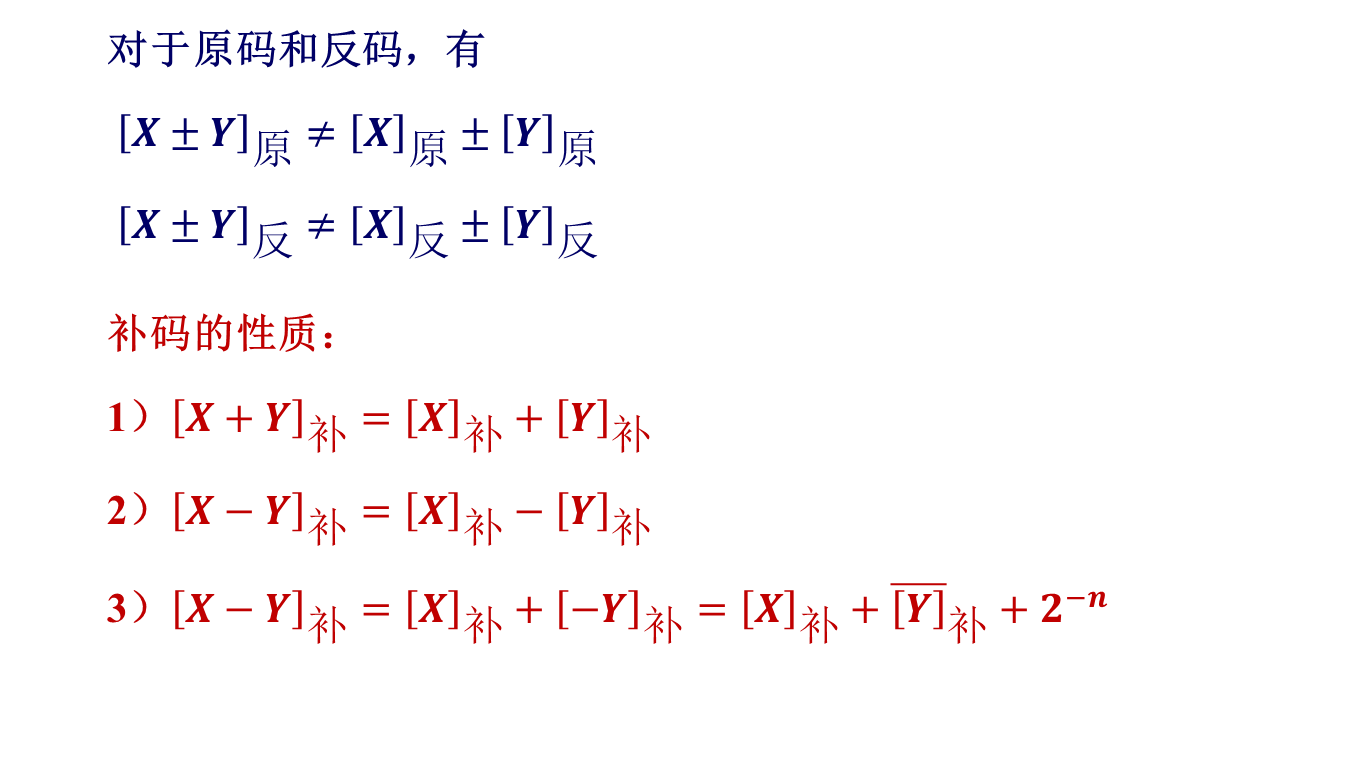 对于原码和反码，有
[X ± Y]原 ≠ [X]原 ± [Y]原
[X ± Y]反 ≠ [X]反 ± [Y]反
补码的性质：
1）[X + Y]补 = [X]补 + [Y]补
2）[X − Y]补 = [X]补 − [Y]补
3）[X − Y]补 = [X]补 + [−Y]补 = [X]补 + \overline{[Y]}补 + 2^{−n}